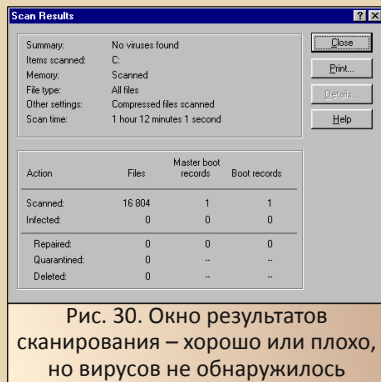 Scan Results
Summary: No viruses found
Close
Items scanned: C:
Memory: Scanned
Print...
File type: All files
Details...
Other settings: Compressed files scanned
Scan time: 1 hour 12 minutes 1 second
Help
Action Files Master boot records Boot records
Scanned: 16 804 1 1
Infected: 0 0 0
Repaired: 0 0 0
Quarantined: 0 -- --
Deleted: 0 -- --
Рис. 30. Окно результатов
сканирования – хорошо или плохо,
но вирусов не обнаружилось